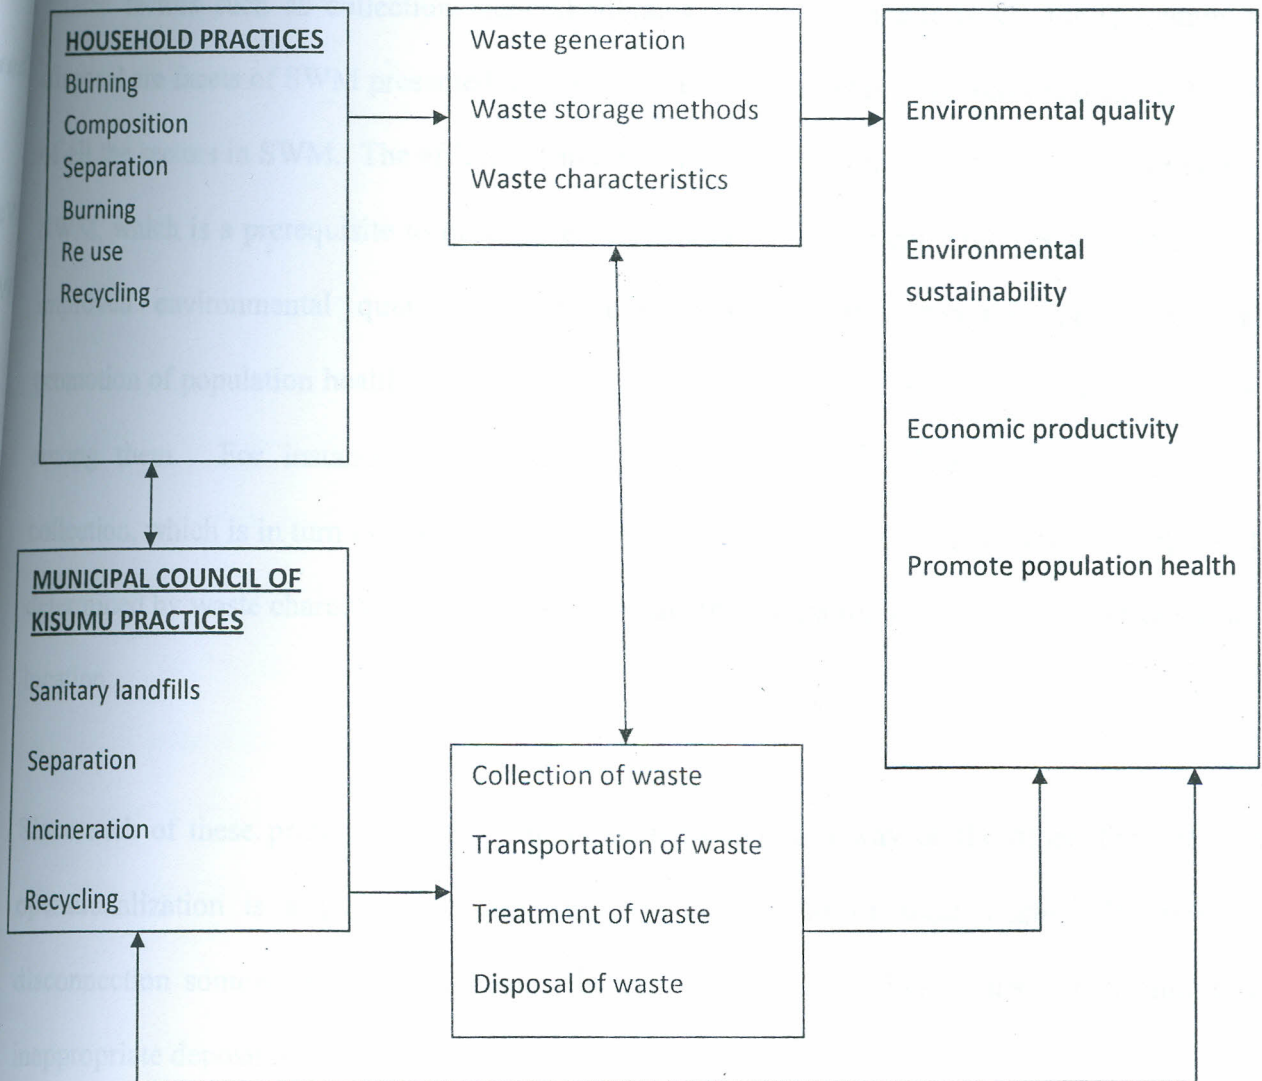 HOUSEHOLD PRACTICES
Burning
Composition
Separation
Burning
Re use
Recycling
Waste generation
Waste storage methods
Waste characteristics
Environmental quality
Environmental
sustainability
Economic productivity
Promote population health
MUNICIPAL COUNCIL OF
KISUMU PRACTICES
Sanitary landfills
Separation
Incineration
Recycling
Collection of waste
Transportation of waste
Treatment of waste
Disposal of waste